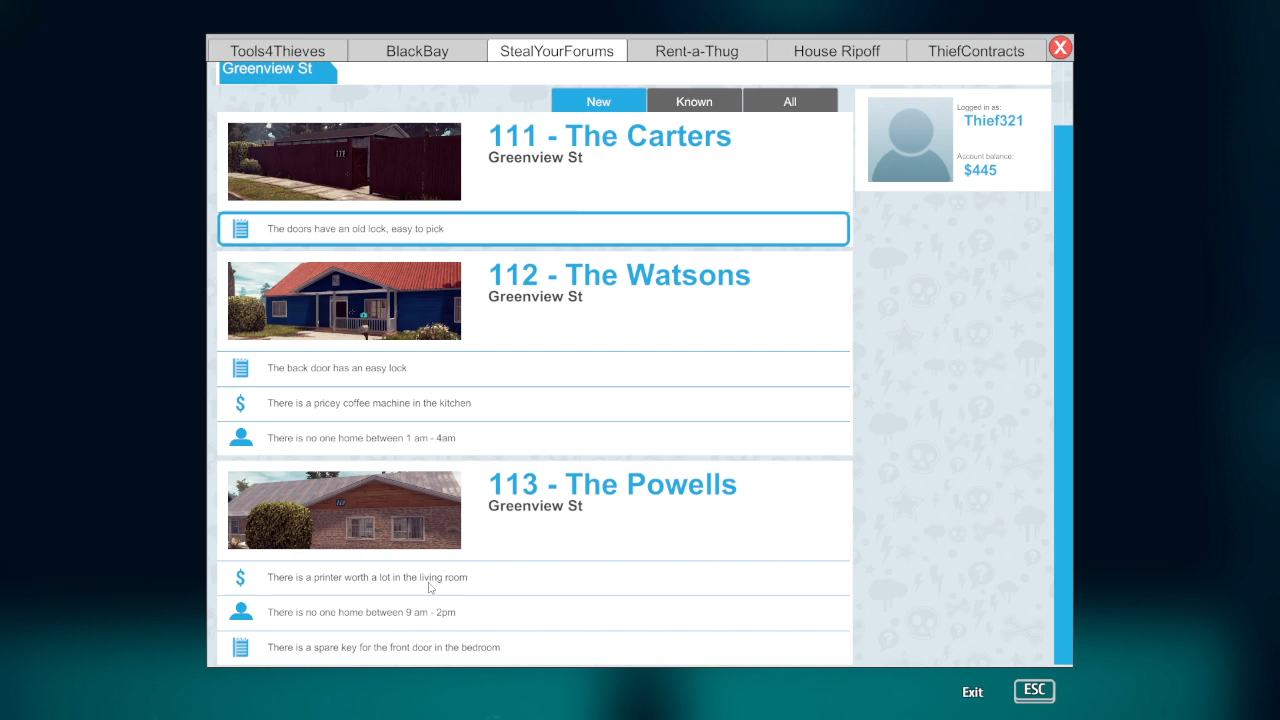 Tools4Thieves
BlackBay
StealYourForums
Rent-a-Thug
House Ripoff
ThiefContracts
X
Greenview St
New
Known
All
Logged in as:
Thief321
Account balance:
$445
111 - The Carters
Greenview St
111
The doors have an old lock, easy to pick
112 - The Watsons
Greenview St
The back door has an easy lock
$ There is a pricey coffee machine in the kitchen
There is no one home between 1 am - 4am
113 - The Powells
Greenview St
113
$ There is a printer worth a lot in the living room
There is no one home between 9 am - 2pm
There is a spare key for the front door in the bedroom
Exit
ESC